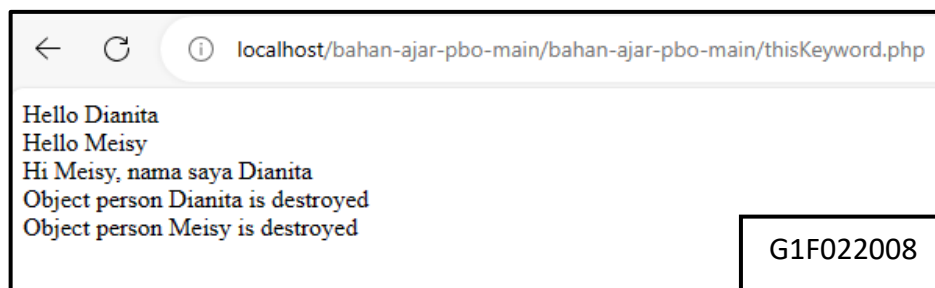 localhost/bahan-ajar-pbo-main/bahan-ajar-pbo-main/thisKeyword.php
Hello Dianita
Hello Meisy
Hi Meisy, nama saya Dianita
Object person Dianita is destroyed
Object person Meisy is destroyed
G1F022008